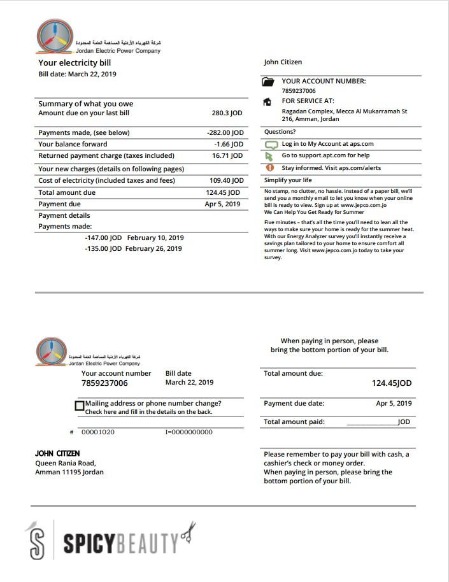 شركة الكهرباء الأردنية المساهمة العامة المحدودة
Jordan Electric Power Company
Your electricity bill
Bill date: March 22, 2019
John Citizen
YOUR ACCOUNT NUMBER:
7859237006
FOR SERVICE AT:
Ragadan Complex, Mecca Al Mukarramah St
216, Amman, Jordan
Summary of what you owe
Amount due on your last bill 280.3 JOD
Payments made, (see below) -282.00 JOD
Your balance forward -1.66 JOD
Returned payment charge (taxes included) 16.71 JOD
Your new charges (details on following pages)
Cost of electricity (included taxes and fees) 109.40 JOD
Total amount due 124.45 JOD
Payment due Apr 5, 2019
Payment details
Payments made:
-147.00 JOD February 10, 2019
-135.00 JOD February 26, 2019
Questions?
Log in to My Account at aps.com
Go to support apt.com for help
Stay informed. Visit aps.com/alerts
Simplify your life
No stamp, no clutter, no hassle. Instead of a paper bill, we'll
send you a monthly email to let you know when your online
bill is ready to view. Sign up at www.jepco.com.jo
We Can Help You Get Ready for Summer
Five minutes - that's all the time you'll need to lean all the
ways to make sure your home is ready for the summer heat.
With our Energy Analyzer survey you'll instantly receive a
savings plan tailored to your home to ensure comfort all
summer long. Visit www.jepco.com.jo today to take your
survey.
شركة الكهرباء الأردنية المساهمة العامة المحدودة
Jordan Electric Power Company
When paying in person, please
bring the bottom portion of your bill.
Your account number Bill date
7859237006 March 22, 2019
Mailing address or phone number change?
Check here and fill in the details on the back.
# 00001020 I=0000000000
Total amount due:
124.45JOD
Payment due date: Apr 5, 2019
Total amount paid: ____________JOD
JOHN CITIZEN
Queen Rania Road,
Amman 11195 Jordan
Please remember to pay your bill with cash, a
cashier's check or money order.
When paying in person, please bring the
bottom portion of your bill.
S SPICYBEAUTY